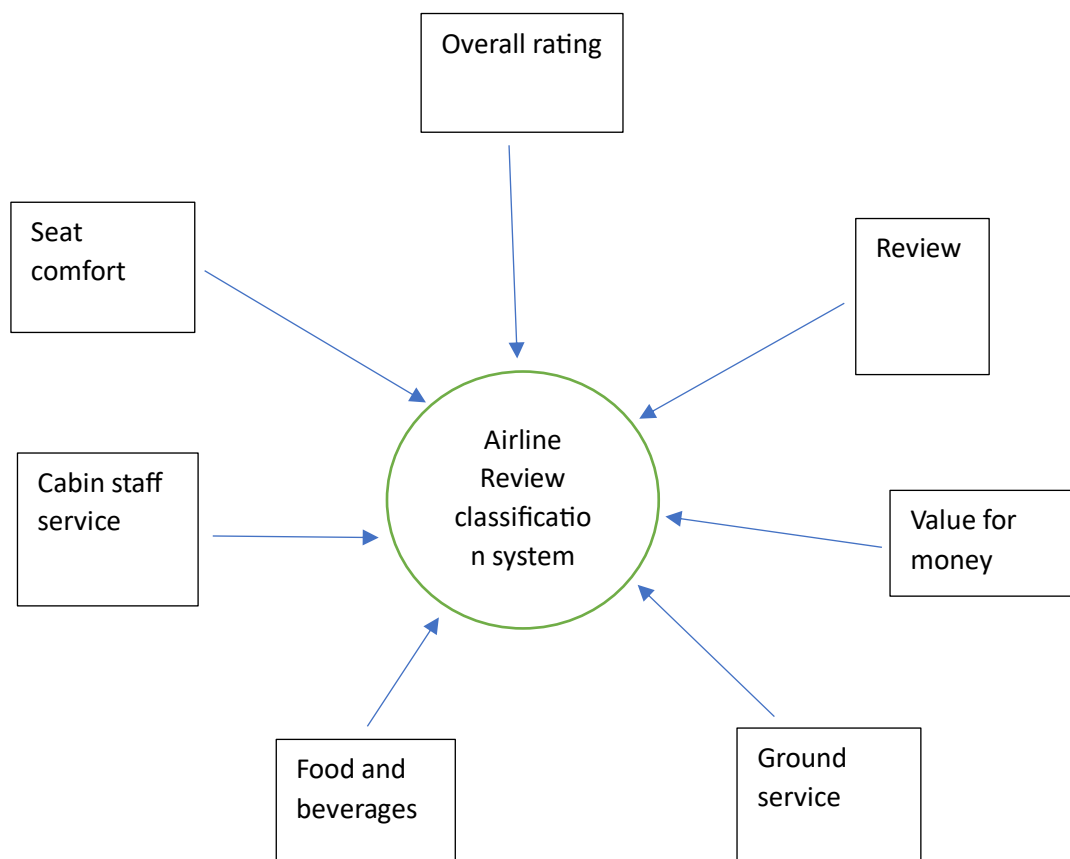 Overall rating
Seat
comfort
Review
Airline
Review
classificatio
n system
Cabin staff
service
Value for
money
Food and
beverages
Ground
service